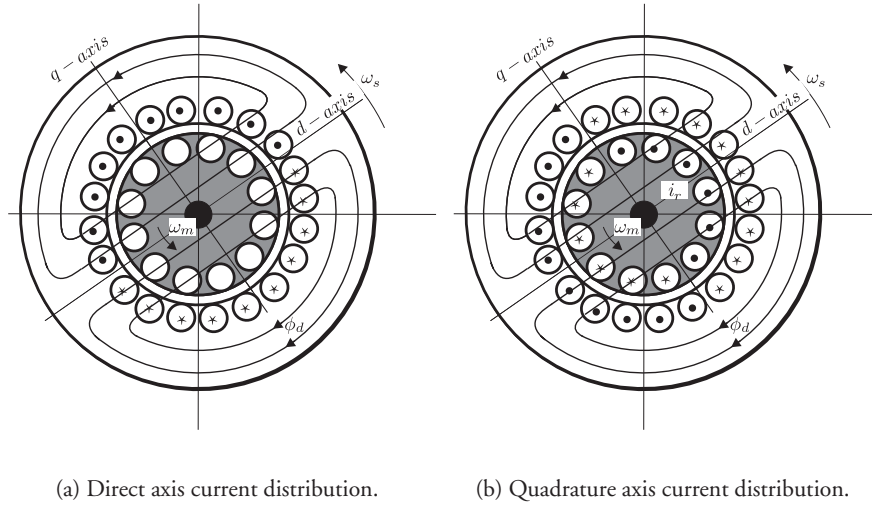 q − axis
ω_s
d − axis
ω_m
ϕ_d
q − axis
ω_s
d − axis
i_r
ω_m
ϕ_d
(a) Direct axis current distribution.
(b) Quadrature axis current distribution.